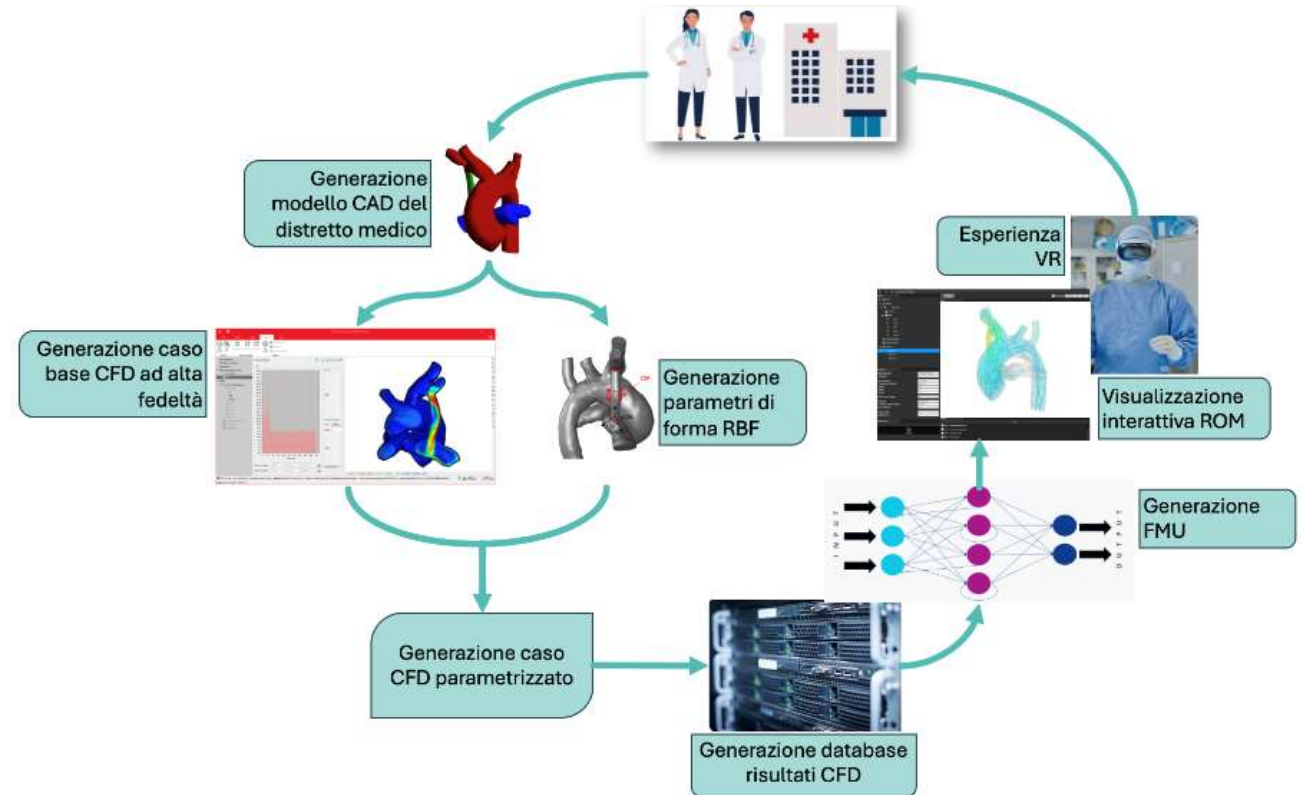 Generazione
modello CAD del
distretto medico
Generazione caso
base CFD ad alta
fedeltà
Generazione
parametri di
forma RBF
Generazione caso
CFD parametrizzato
Generazione database
risultati CFD
INPUT
OUTPUT
Generazione
FMU
Visualizzazione
interattiva ROM
Esperienza
VR